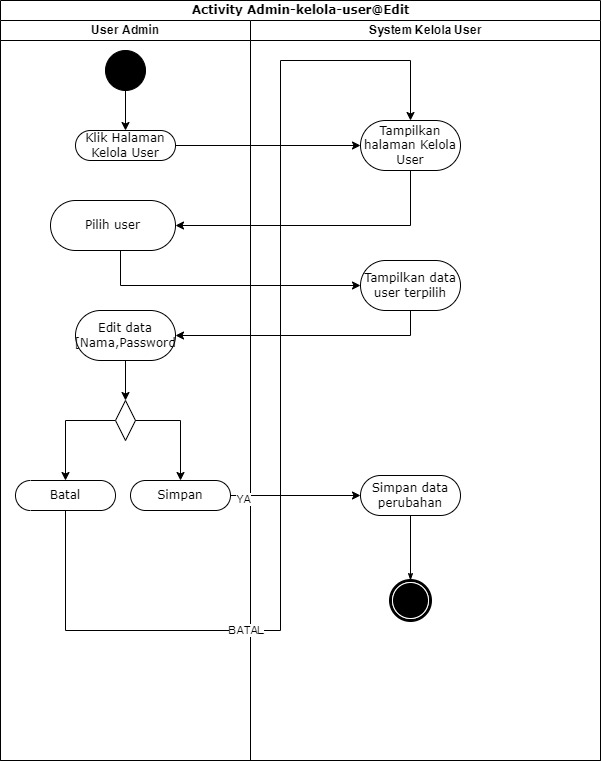 Activity Admin-kelola-user@Edit
User Admin
System Kelola User
Klik Halaman
Kelola User
Tampilkan
halaman Kelola
User
Pilih user
Tampilkan data
user terpilih
Edit data
[Nama,Password
Batal
Simpan
YA
Simpan data
perubahan
BATAL